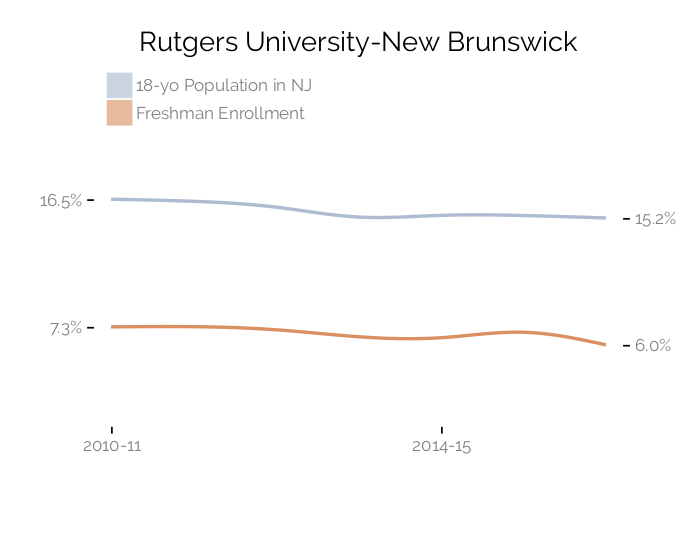 Rutgers University-New Brunswick
18-yo Population in NJ
Freshman Enrollment
16.5%
15.2%
7.3%
6.0%
2010-11
2014-15